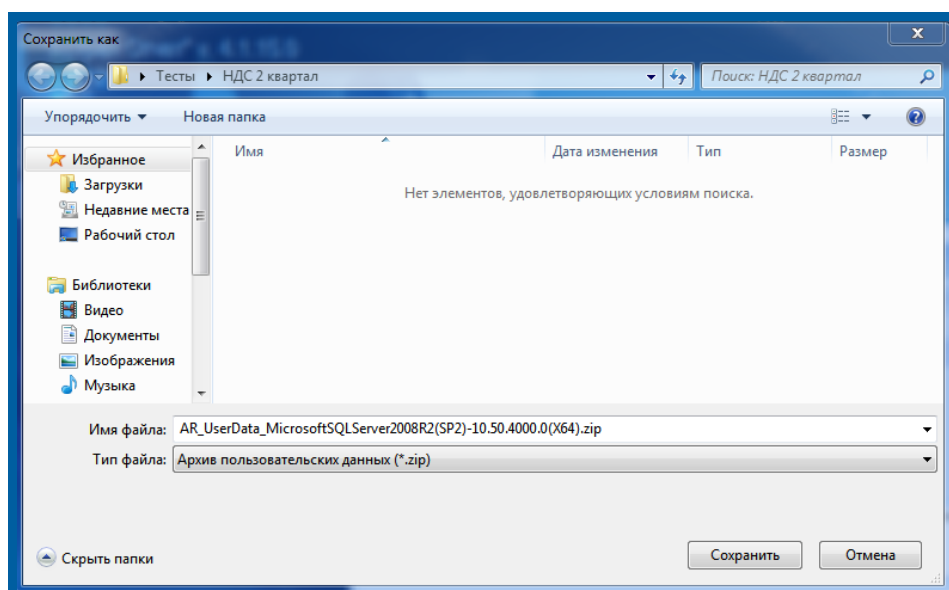 Сохранить как
Тесты НДС 2 квартал
Поиск: НДС 2 квартал
Упорядочить Новая папка
Избранное
Загрузки
Недавние места
Рабочий стол
Библиотеки
Видео
Документы
Изображения
Музыка
Имя Дата изменения Тип Размер
Нет элементов, удовлетворяющих условиям поиска.
Имя файла: AR_UserData_MicrosoftSQLServer2008R2(SP2)-10.50.4000.0(X64).zip
Тип файла: Архив пользовательских данных (*.zip)
Скрыть папки
Сохранить Отмена